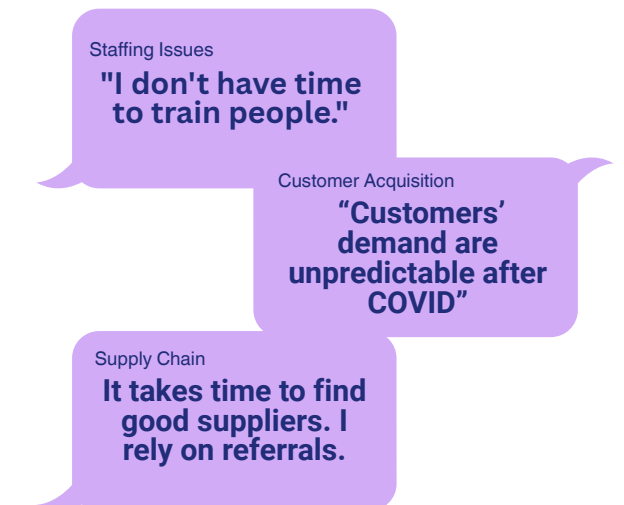 Staffing Issues
"I don't have time
to train people."
Customer Acquisition
“Customers’
demand are
unpredictable after
COVID”
Supply Chain
It takes time to find
good suppliers. I
rely on referrals.